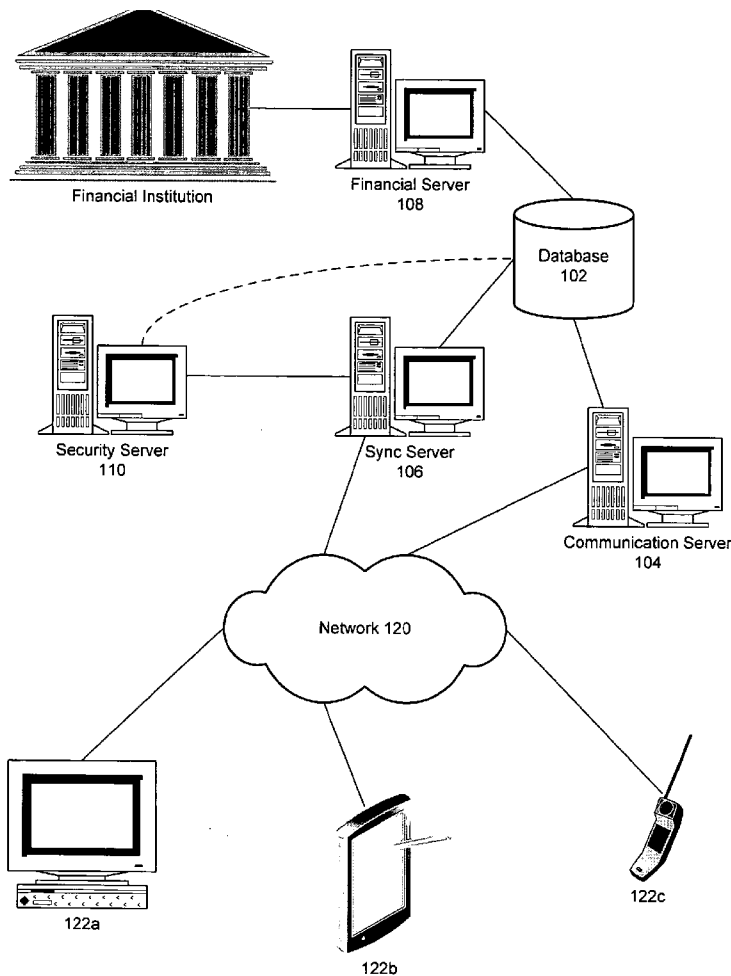 Financial Institution
Financial Server
108
Database
102
Security Server
110
Sync Server
106
Communication Server
104
Network 120
122a
122b
122c